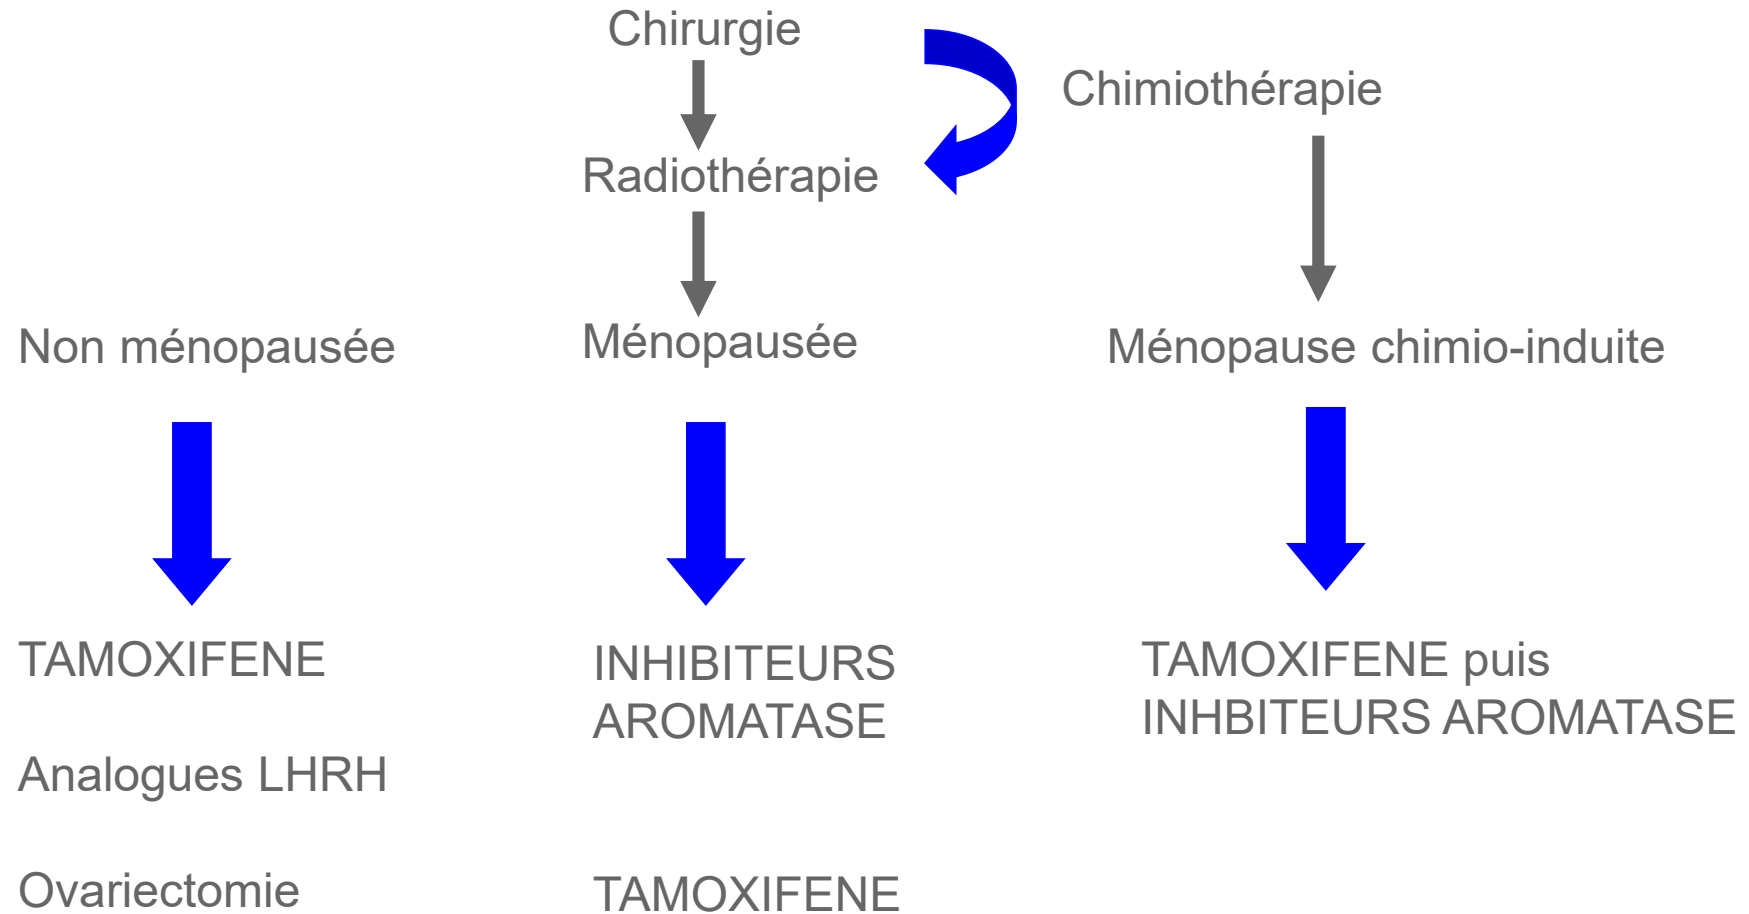 Chirurgie
Chimiothérapie
Radiothérapie
Non ménopausée
Ménopausée
Ménopause chimio-induite
TAMOXIFENE
INHIBITEURS
AROMATASE
TAMOXIFENE puis
INHBITEURS AROMATASE
Analogues LHRH
Ovariectomie
TAMOXIFENE